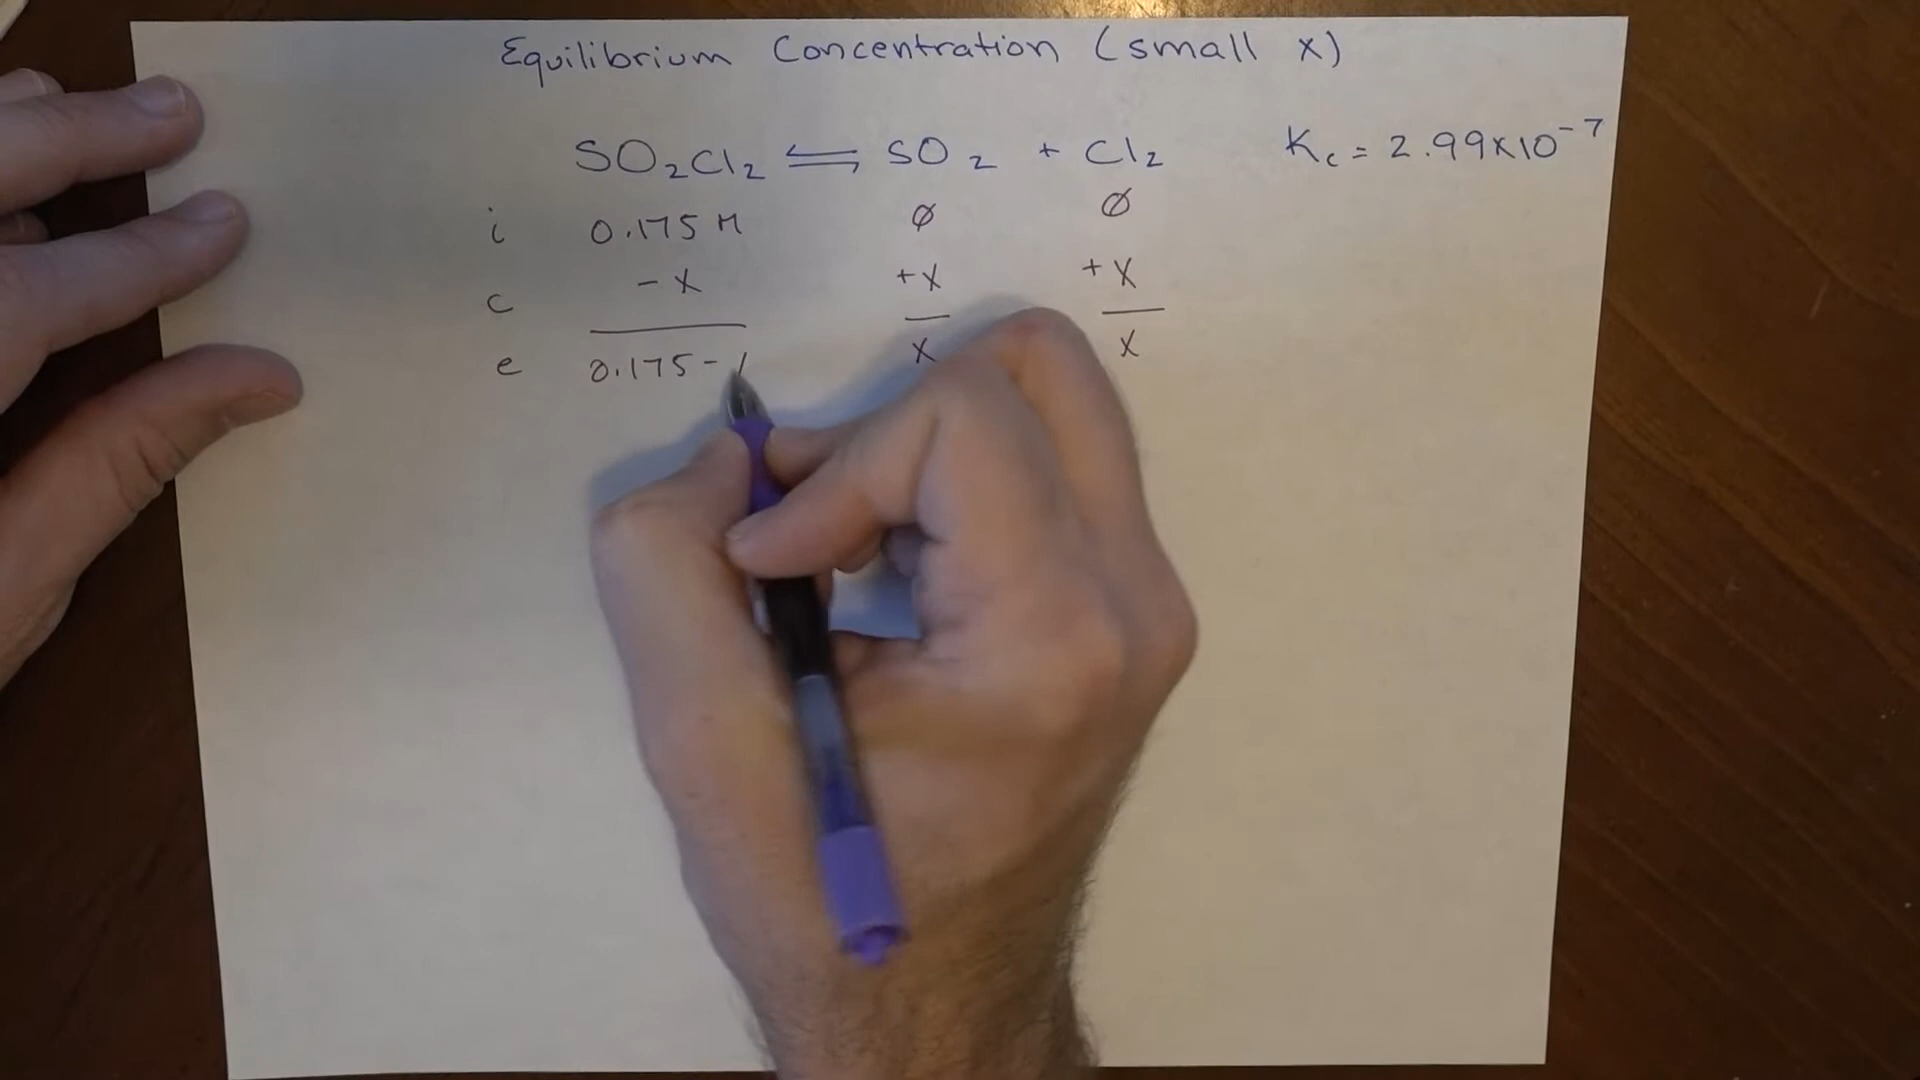 Equilibrium Concentration (small x)
SO₂Cl₂ ⇌ SO₂ + Cl₂ Kc = 2.99x10⁻⁷
i 0.175 M ∅ ∅
c -x +x +x
e 0.175- x x